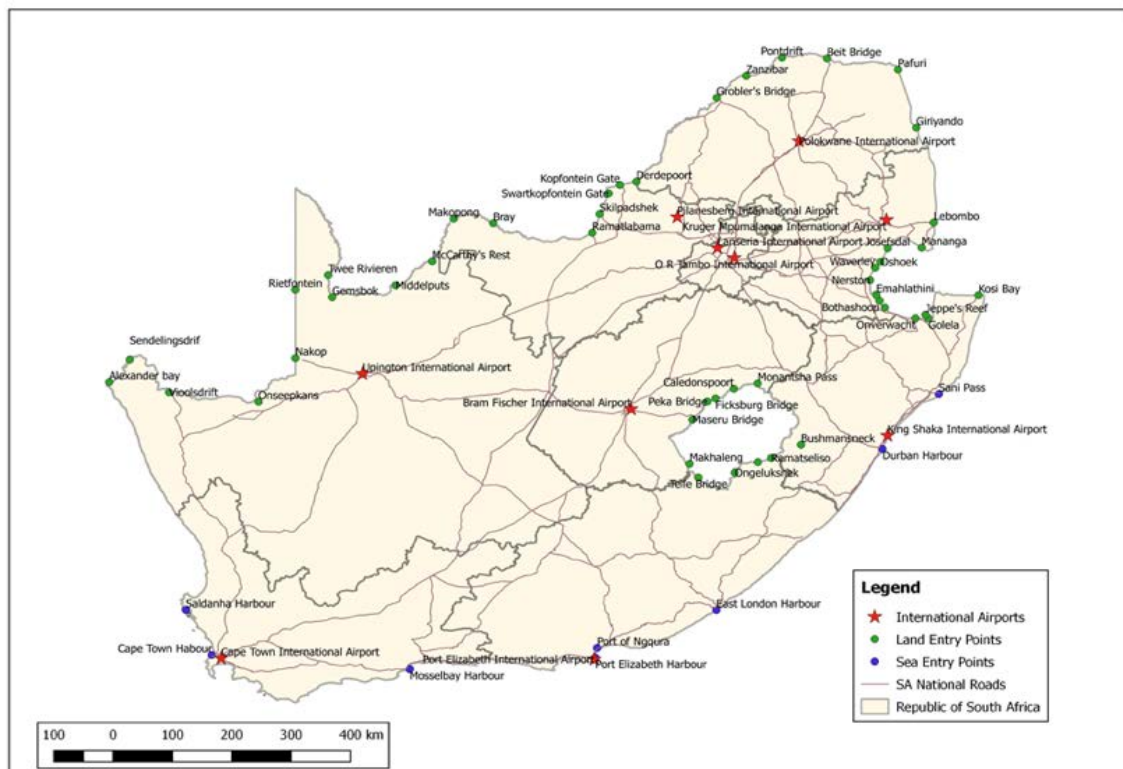 Pontdrift
Beit Bridge
Zanzibar
Pafuri
Grobler's Bridge
Giriyando
Polokwane International Airport
Kopfontein Gate
Derdepoort
Swartkopfontein Gate
Skilpadshek
Pilanesberg International Airport
Makopong
Bray
Ramatlabama
Kruger Mpumalanga International Airport
Lebombo
Lanseria International Airport
Josefsdal
Mananga
McCarthy's Rest
O R Tambo International Airport
Waverley
Oshoek
Twee Rivieren
Nerston
Rietfontein
Gemsbok
Middelputs
Emahlathini
Kosi Bay
Bothashoop
Jeppe's Reef
Onverwacht
Golela
Sendelingsdrif
Nakop
Alexander bay
Upington International Airport
Monantsha Pass
Vioolsdrift
Onseepkans
Caledonspoort
Sani Pass
Bram Fischer International Airport
Peka Bridge
Ficksburg Bridge
Maseru Bridge
King Shaka International Airport
Bushmansneck
Durban Harbour
Makhaleng
Ramatseliso
Ongelukshek
Telle Bridge
Saldanha Harbour
East London Harbour
Cape Town Habour
Cape Town International Airport
Port of Ngqura
Port Elizabeth International Airport
Port Elizabeth Harbour
Mosselbay Harbour
Legend
International Airports
Land Entry Points
Sea Entry Points
SA National Roads
Republic of South Africa
100 0 100 200 300 400 km